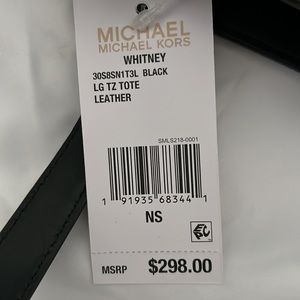 MICHAEL
MICHAEL KORS
WHITNEY
30S8SN1T3L BLACK
LG TZ TOTE
LEATHER
SMLS218-0001
1 91935 68344 1
NS
MSRP $298.00